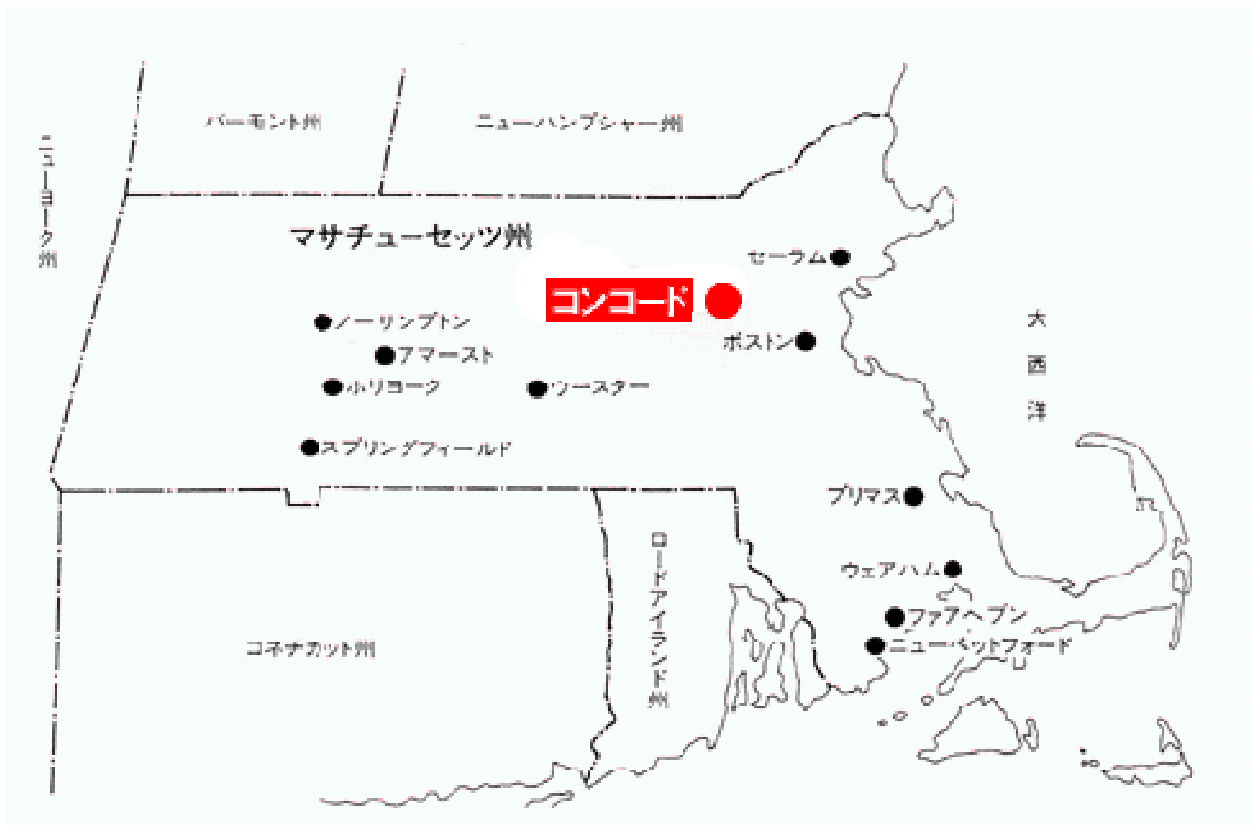 バーモント州
ニューハンプシャー州
ニューヨーク州
マサチューセッツ州
セーラム
コンコード
ノーリンプトン
ボストン
大西洋
アマースト
ホリヨーク
ウースター
スプリングフィールド
プリマス
ロードアイランド州
ウェアハム
ファアヘブン
コネチカット州
ニューベットフォード